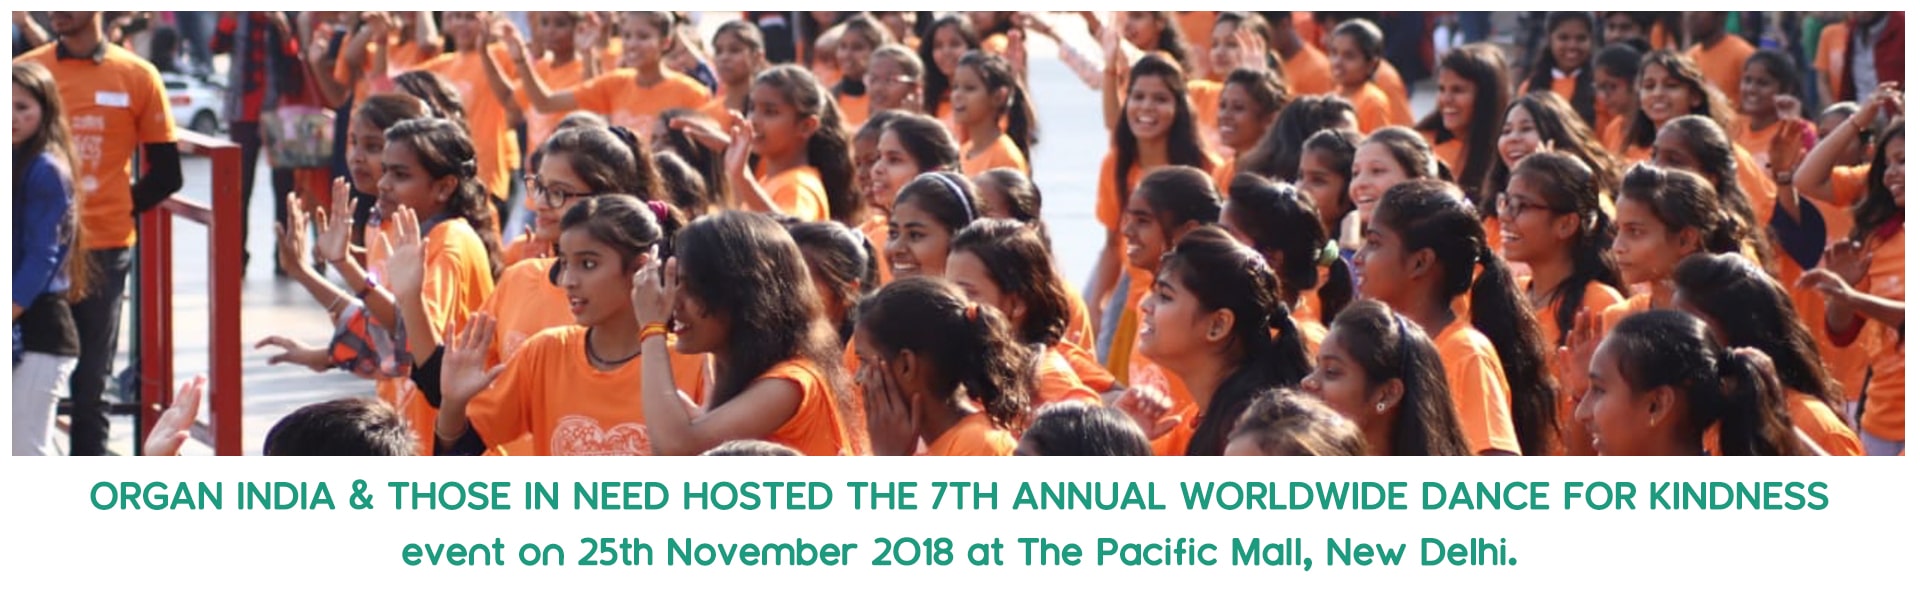 ORGAN INDIA & THOSE IN NEED HOSTED THE 7TH ANNUAL WORLDWIDE DANCE FOR KINDNESS
event on 25th November 2018 at The Pacific Mall, New Delhi.